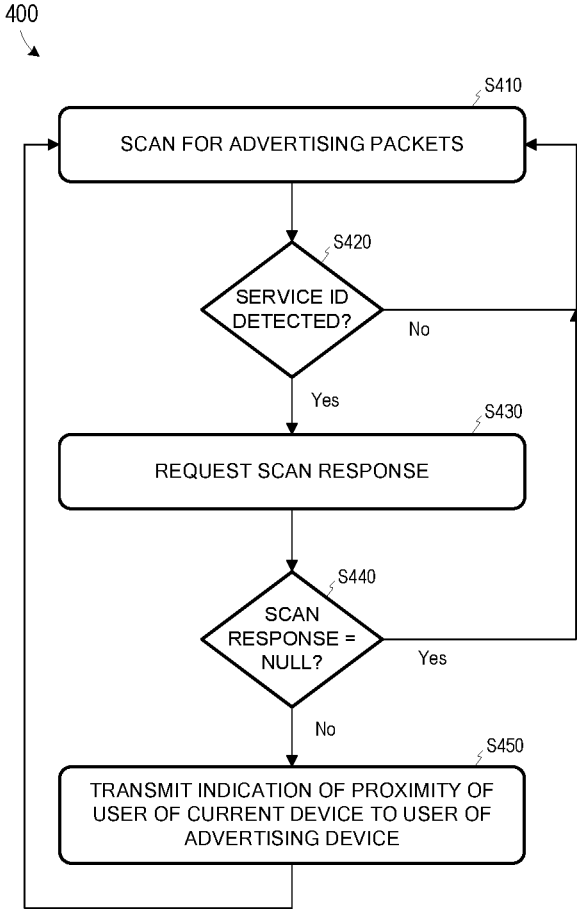 400
S410
SCAN FOR ADVERTISING PACKETS
S420
SERVICE ID
DETECTED?
No
Yes
S430
REQUEST SCAN RESPONSE
S440
SCAN
RESPONSE =
NULL?
Yes
No
S450
TRANSMIT INDICATION OF PROXIMITY OF
USER OF CURRENT DEVICE TO USER OF
ADVERTISING DEVICE